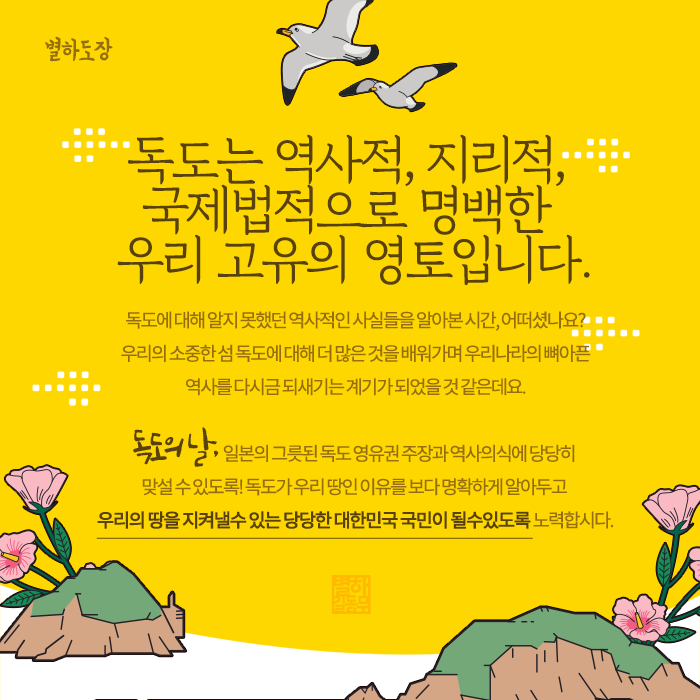 별하도장
독도는 역사적, 지리적,
국제법적으로 명백한
우리 고유의 영토입니다.
독도에 대해 알지 못했던 역사적인 사실들을 알아본 시간, 어떠셨나요?
우리의 소중한 섬 독도에 대해 더 많은 것을 배워가며 우리나라의 뼈아픈
역사를 다시금 되새기는 계기가 되었을 것 같은데요.
독도의 날, 일본의 그릇된 독도 영유권 주장과 역사의식에 당당히
맞설 수 있도록! 독도가 우리 땅인 이유를 보다 명확하게 알아두고
우리의 땅을 지켜낼수 있는 당당한 대한민국 국민이 될수있도록 노력합시다.
별해